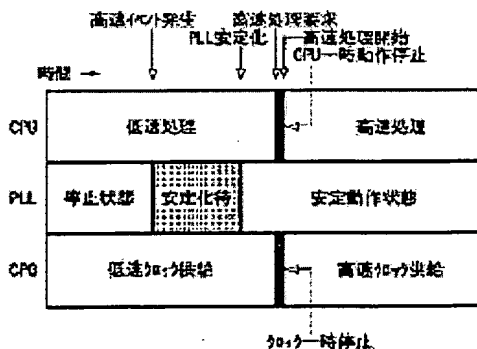 高速イベント発生
高速処理要求
PLL安定化
高速処理開始
CPU一時動作停止
時間
CPU
低速処理
高速処理
PLL
停止状態
安定化待
安定動作状態
CPG
低速クロック供給
高速クロック供給
クロック一時停止